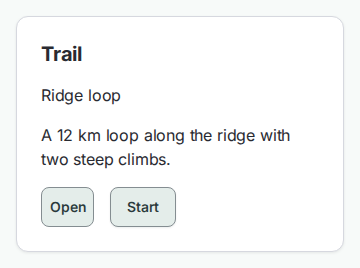 Trail
Ridge loop
A 12 km loop along the ridge with
two steep climbs.
Open Start